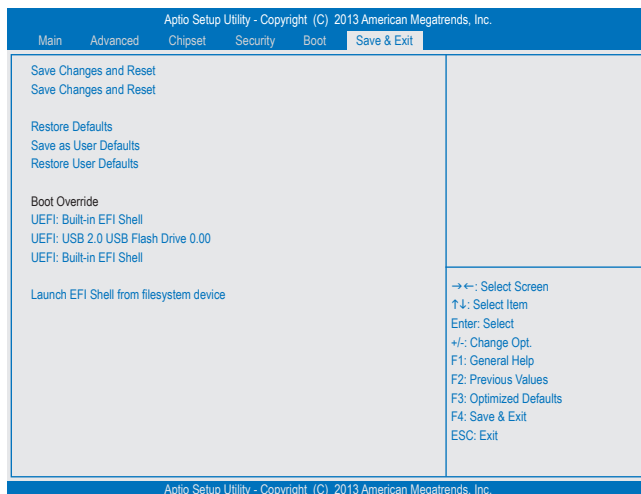 Aptio Setup Utility - Copyright (C) 2013 American Megatrends, Inc.
Main Advanced Chipset Security Boot Save & Exit
Save Changes and Reset
Save Changes and Reset
Restore Defaults
Save as User Defaults
Restore User Defaults
Boot Override
UEFI: Built-in EFI Shell
UEFI: USB 2.0 USB Flash Drive 0.00
UEFI: Built-in EFI Shell
Launch EFI Shell from filesystem device
→←: Select Screen
↑↓: Select Item
Enter: Select
+/-: Change Opt.
F1: General Help
F2: Previous Values
F3: Optimized Defaults
F4: Save & Exit
ESC: Exit
Aptio Setup Utility - Copyright (C) 2013 American Megatrends, Inc.